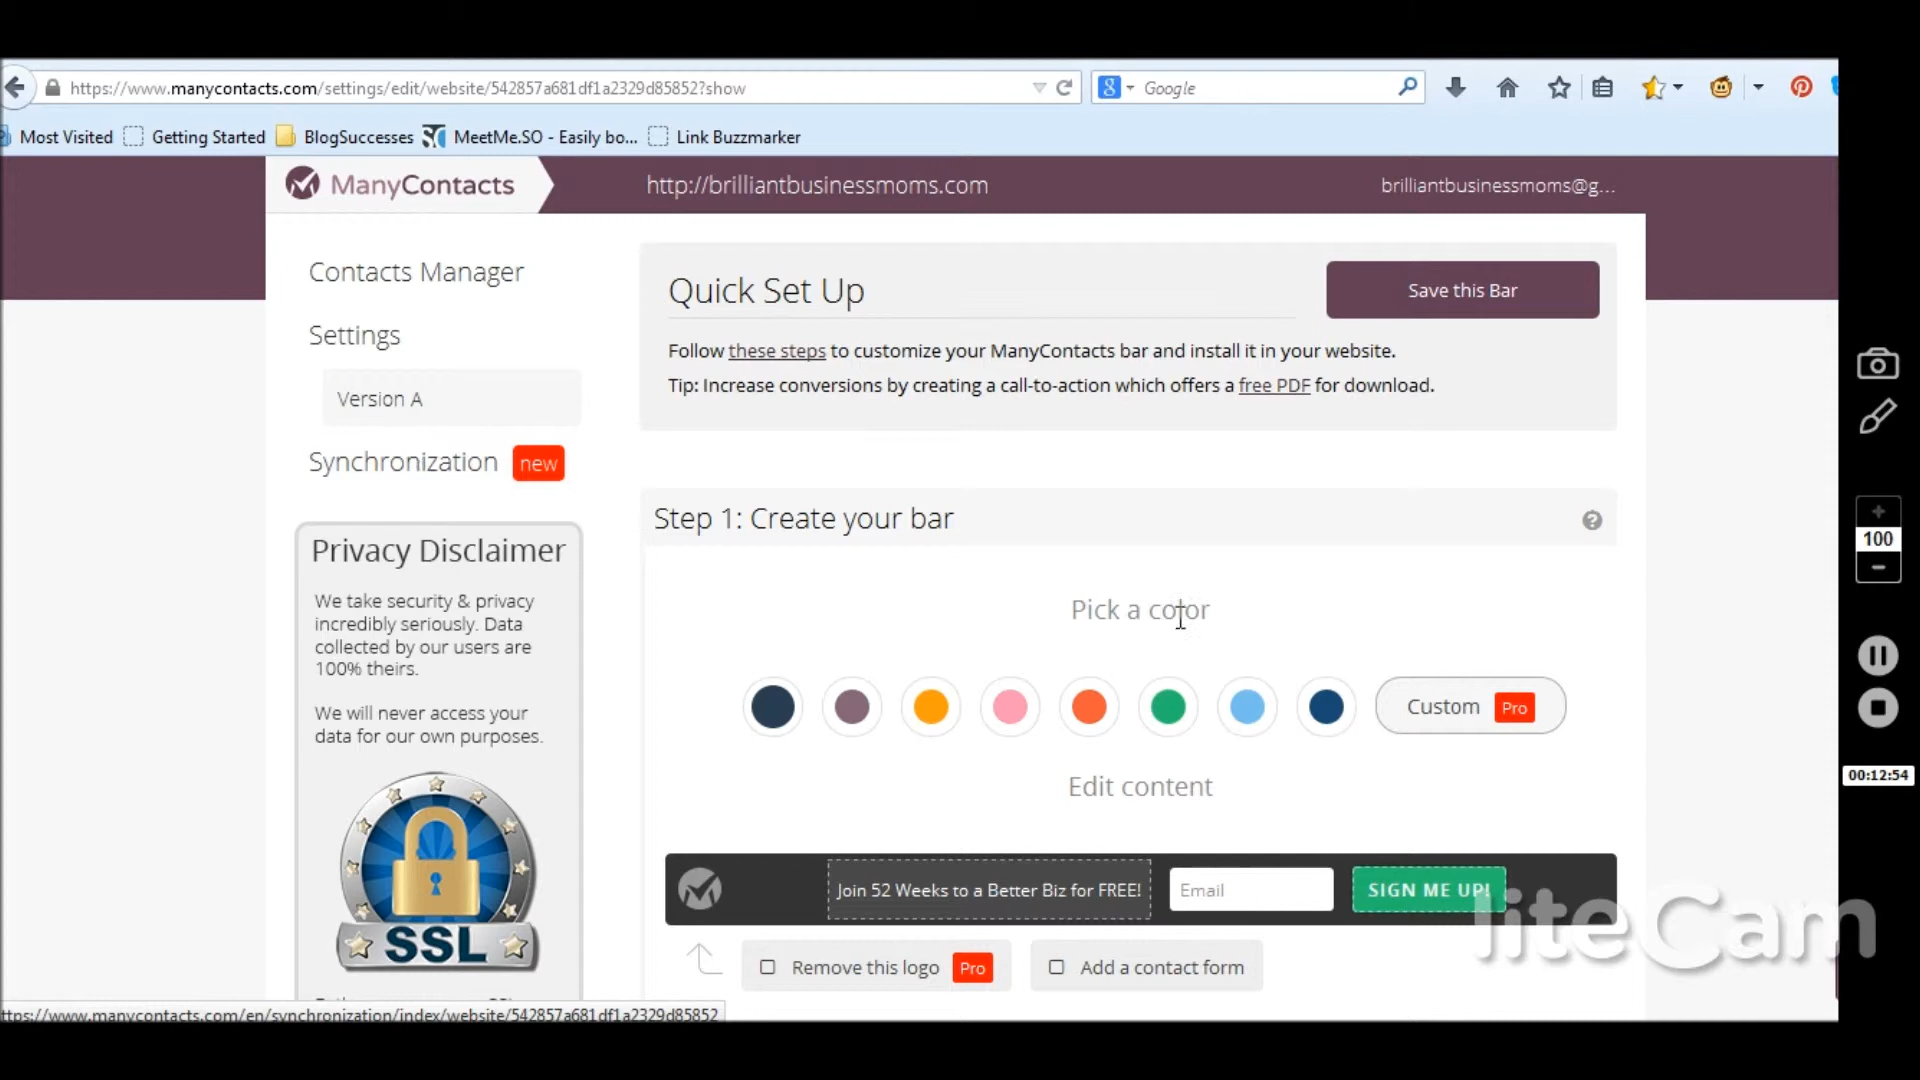 https://www.manycontacts.com/settings/edit/website/542857a681df1a2329d85852?show
Google
Most Visited
Getting Started
BlogSuccesses
MeetMe.SO - Easily bo...
Link Buzzmarker
ManyContacts
http://brilliantbusinessmoms.com
brilliantbusinessmoms@g...
Contacts Manager
Settings
Version A
Synchronization new
Privacy Disclaimer
We take security & privacy
incredibly seriously. Data
collected by our users are
100% theirs.
We will never access your
data for our own purposes.
SSL
Quick Set Up
Save this Bar
Follow these steps to customize your ManyContacts bar and install it in your website.
Tip: Increase conversions by creating a call-to-action which offers a free PDF for download.
Step 1: Create your bar
?
Pick a color
Custom Pro
Edit content
Join 52 Weeks to a Better Biz for FREE!
Email
SIGN ME UP!
Remove this logo Pro
Add a contact form
ttps://www.manycontacts.com/en/synchronization/index/website/542857a681df1a2329d85852
100
00:12:54
liteCam